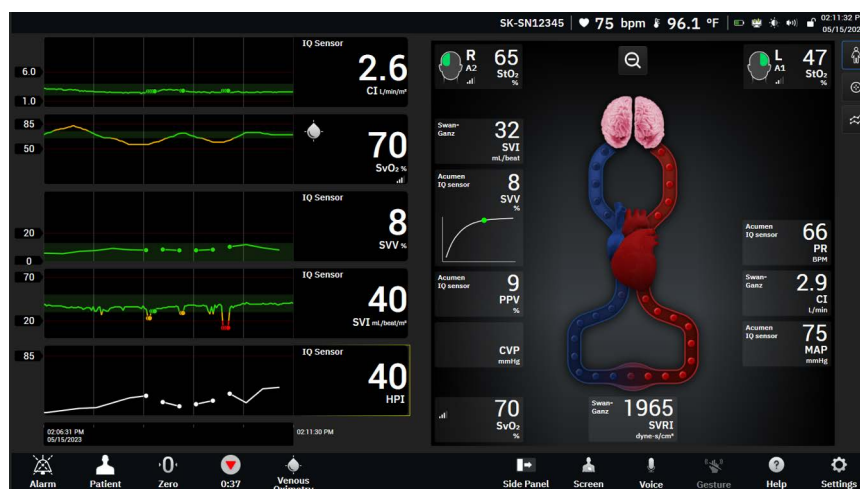 SK-SN12345 75 bpm 96.1 °F 02:11:32 P
05/15/2023
IQ Sensor
6.0
1.0
2.6
CI L/min/m²
85
50
70
SvO₂ %
IQ Sensor
20
0
8
SVV %
IQ Sensor
70
20
40
SVI mL/beat/m²
IQ Sensor
85
40
HPI
02:06:31 PM
05/15/2023
02:11:30 PM
R
A2
65
StO₂
%
L
A1
47
StO₂
%
Swan-
Ganz
32
SVI
mL/beat
Acumen
IQ sensor
8
SVV
%
Acumen
IQ sensor
9
PPV
%
CVP
mmHg
70
SvO₂
%
Swan-
Ganz
1965
SVRI
dyne-s/cm⁵
Acumen
IQ sensor
66
PR
BPM
Swan-
Ganz
2.9
CI
L/min
Acumen
IQ sensor
75
MAP
mmHg
Alarm
Patient
0
Zero
0:37
Venous
Oximetry
Side Panel
Screen
Voice
Gesture
Help
Settings